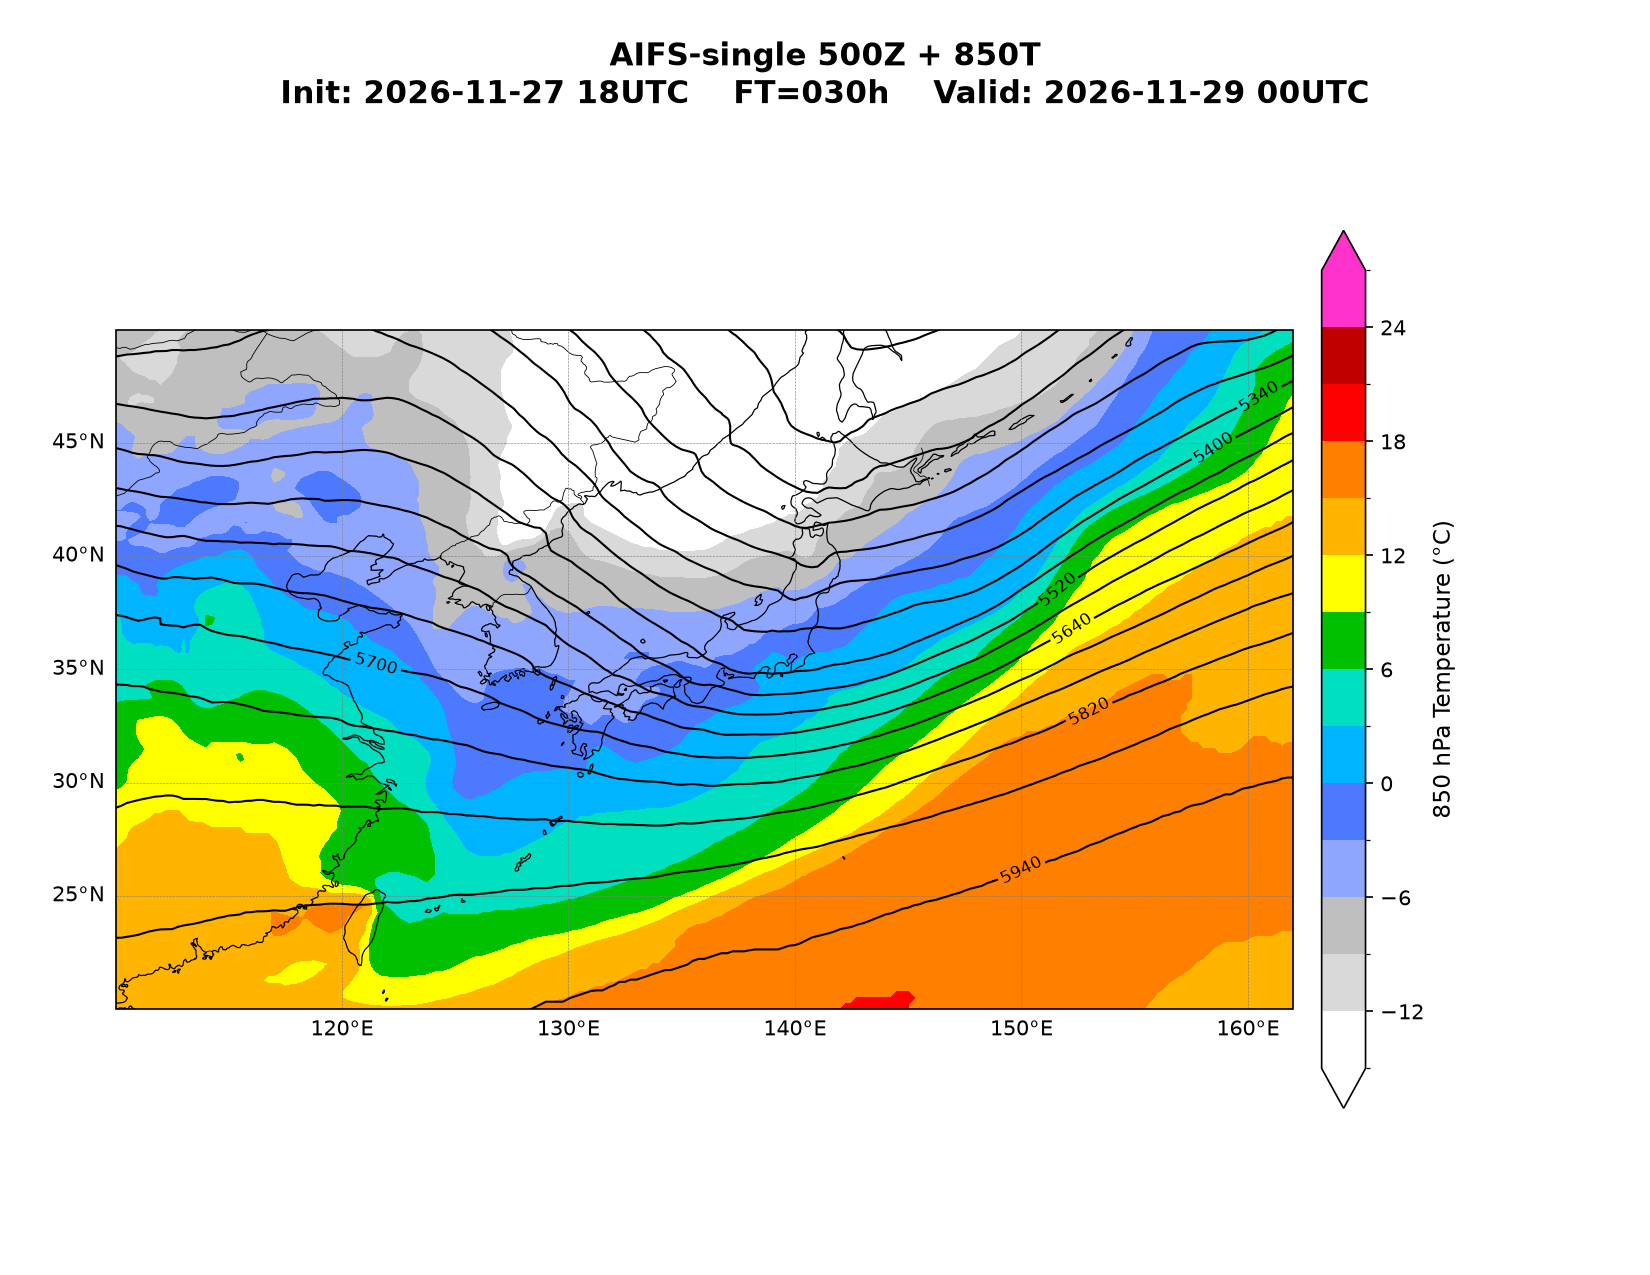 AIFS-single 500Z + 850T
Init: 2026-11-27 18UTC    FT=030h    Valid: 2026-11-29 00UTC
24
18
12
6
0
−6
−12
850 hPa Temperature (°C)
45°N
40°N
35°N
30°N
25°N
5340
5400
5520
5640
5700
5820
5940
120°E
130°E
140°E
150°E
160°E